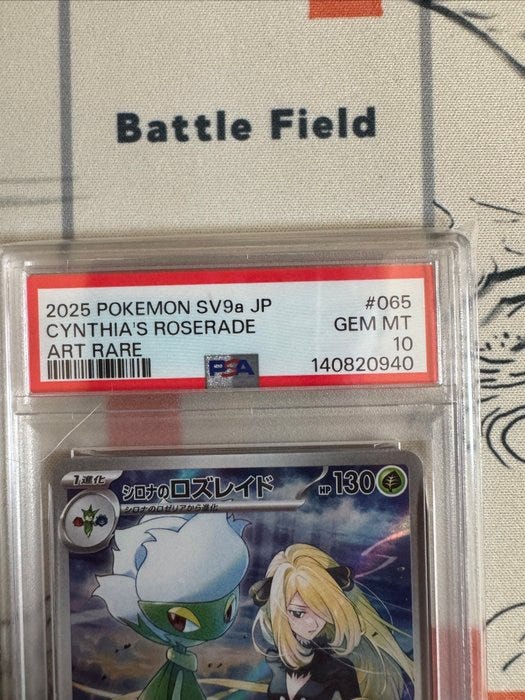 Battle Field
2025 POKEMON SV9a JP #065
CYNTHIA'S ROSERADE GEM MT
ART RARE 10
PSA 140820940
1進化 シロナのロズレイド HP130
シロナのロゼリアから進化